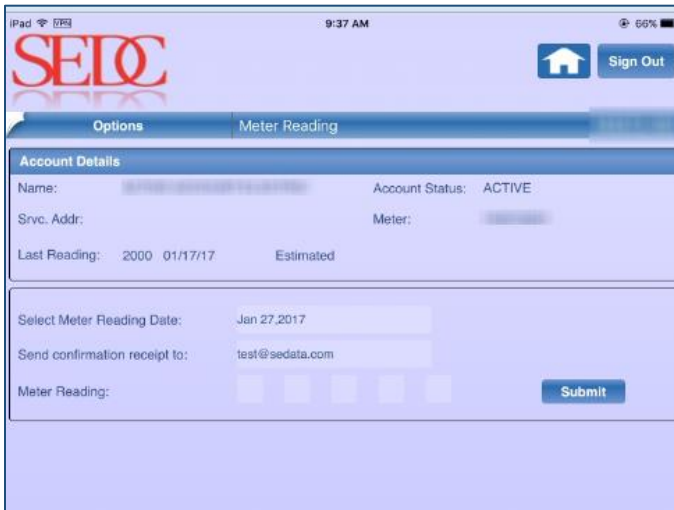 iPad VPN 9:37 AM 66%
SEDC
Sign Out
Options Meter Reading
Account Details
Name: Account Status: ACTIVE
Srvc. Addr: Meter:
Last Reading: 2000 01/17/17 Estimated
Select Meter Reading Date: Jan 27,2017
Send confirmation receipt to: test@sedata.com
Meter Reading: Submit